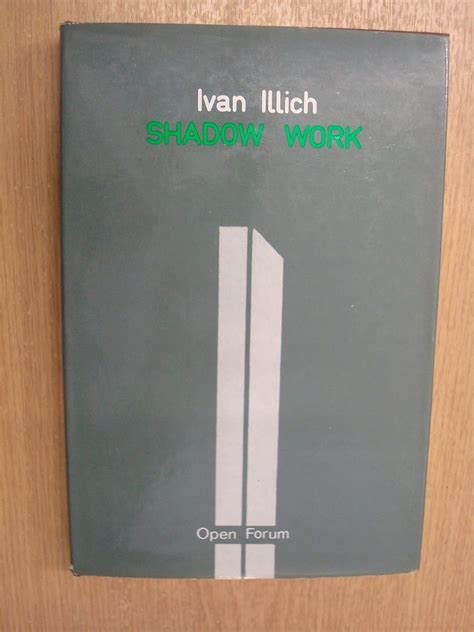 Ivan Illich
SHADOW WORK
Open Forum